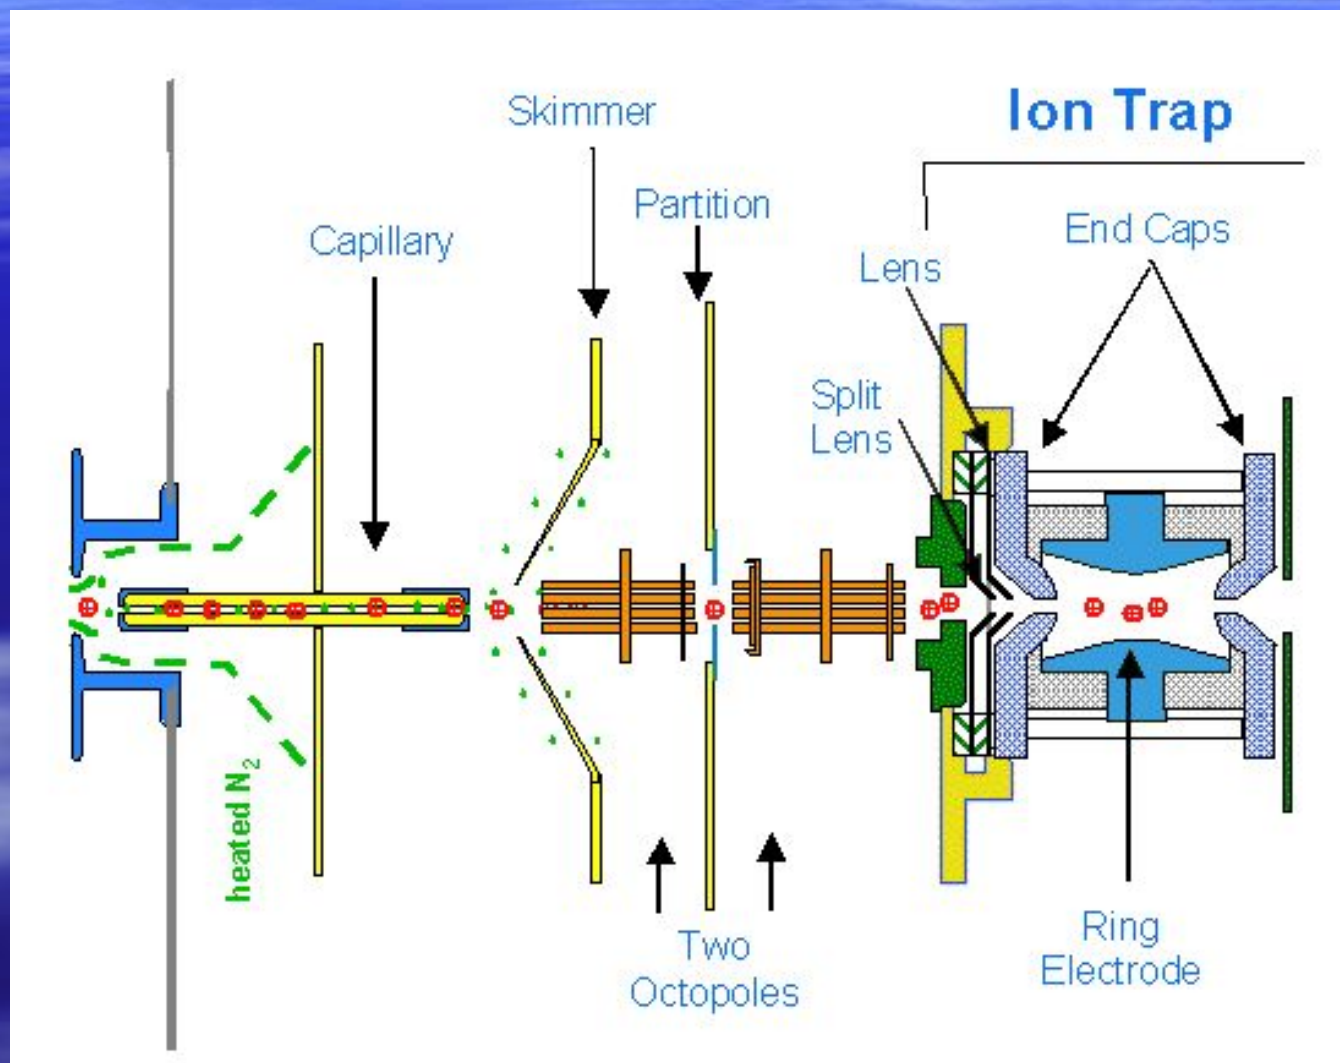 Skimmer
Ion Trap
Partition
Capillary
End Caps
Lens
Split
Lens
heated N₂
Two
Octopoles
Ring
Electrode